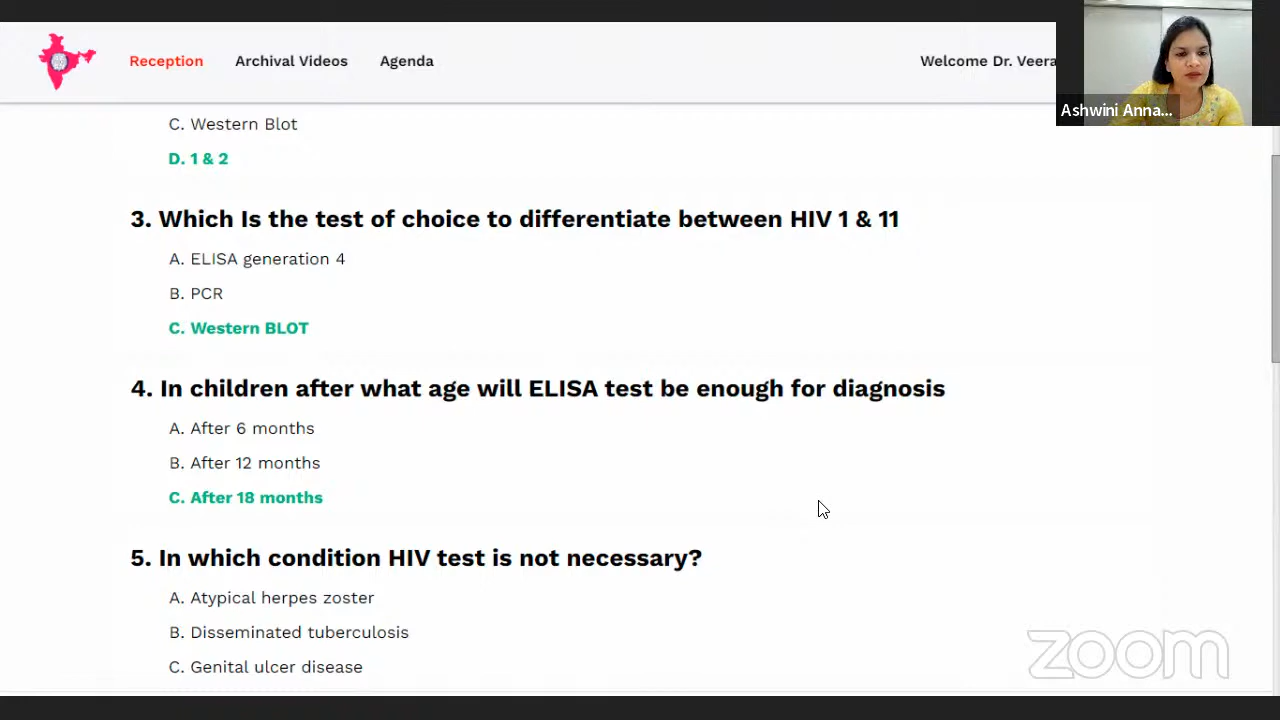 Reception Archival Videos Agenda Welcome Dr. Veera
Ashwini Anna...
C. Western Blot
D. 1 & 2
3. Which Is the test of choice to differentiate between HIV 1 & 11
A. ELISA generation 4
B. PCR
C. Western BLOT
4. In children after what age will ELISA test be enough for diagnosis
A. After 6 months
B. After 12 months
C. After 18 months
5. In which condition HIV test is not necessary?
A. Atypical herpes zoster
B. Disseminated tuberculosis
C. Genital ulcer disease
zoom